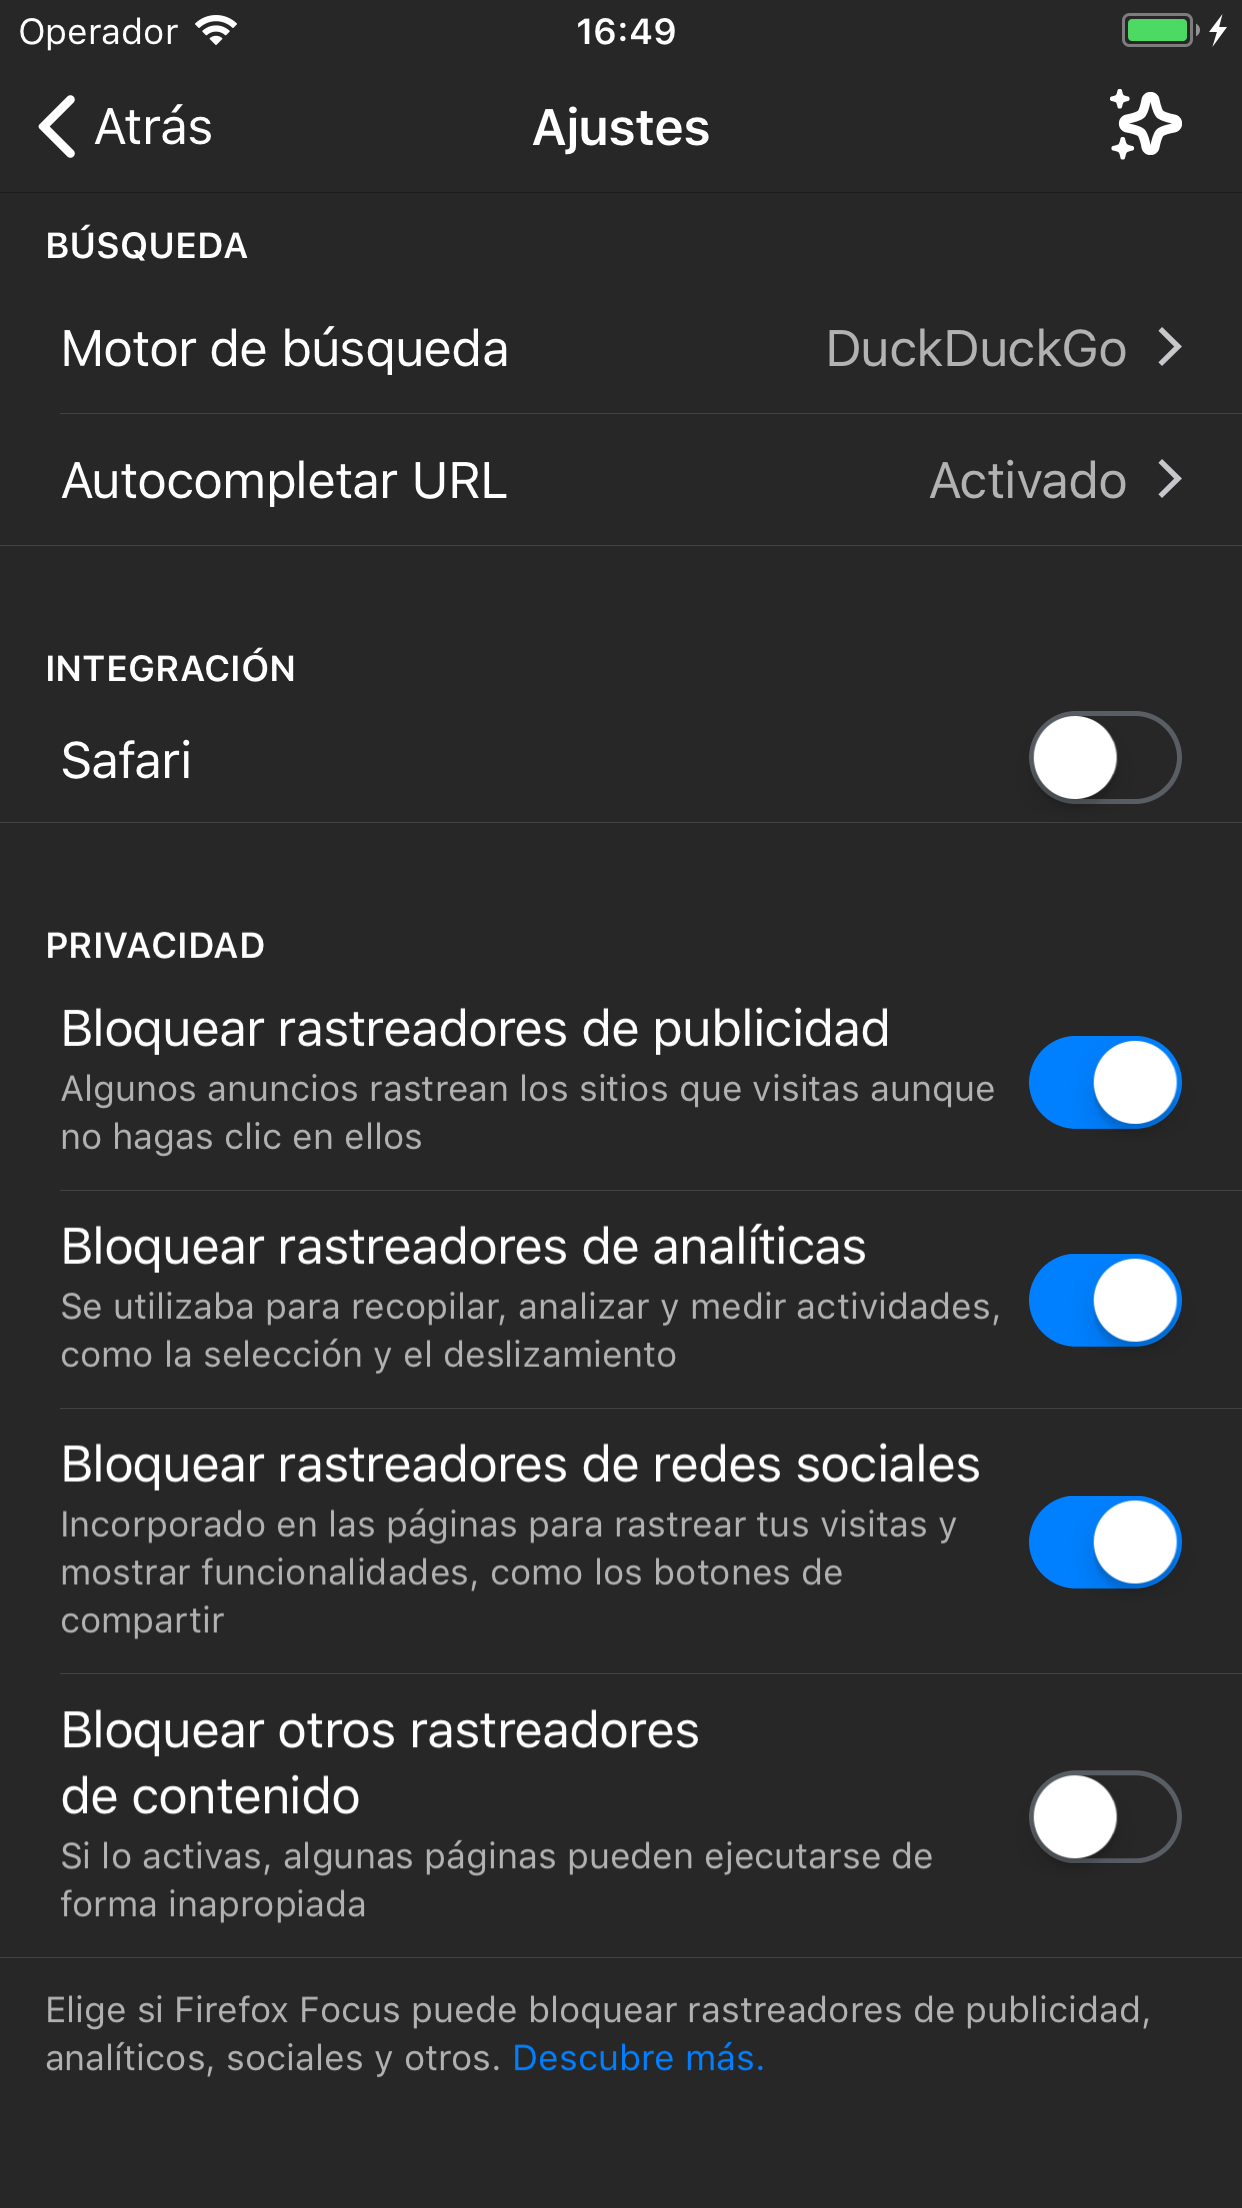 Operador
16:49
Atrás
Ajustes
BÚSQUEDA
Motor de búsqueda
DuckDuckGo
Autocompletar URL
Activado
INTEGRACIÓN
Safari
PRIVACIDAD
Bloquear rastreadores de publicidad
Algunos anuncios rastrean los sitios que visitas aunque
no hagas clic en ellos
Bloquear rastreadores de analíticas
Se utilizaba para recopilar, analizar y medir actividades,
como la selección y el deslizamiento
Bloquear rastreadores de redes sociales
Incorporado en las páginas para rastrear tus visitas y
mostrar funcionalidades, como los botones de
compartir
Bloquear otros rastreadores
de contenido
Si lo activas, algunas páginas pueden ejecutarse de
forma inapropiada
Elige si Firefox Focus puede bloquear rastreadores de publicidad,
analíticos, sociales y otros. Descubre más.